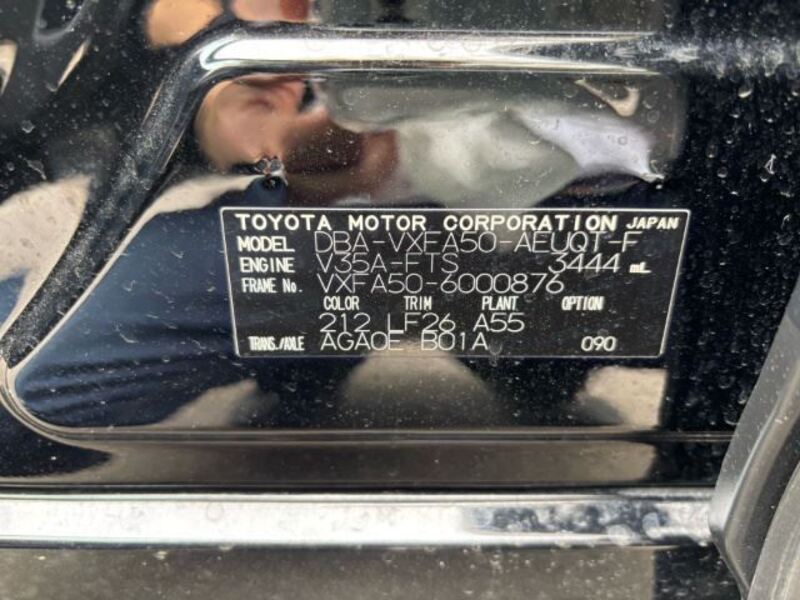 TOYOTA MOTOR CORPORATION JAPAN
MODEL DBA-VXFA50-AEUQT-F
ENGINE V35A-FTS 3444 mL
FRAME No. VXFA50-6000876
COLOR TRIM PLANT OPTION
212 LF26 A55
TRANS./AXLE AGA0E B01A 090